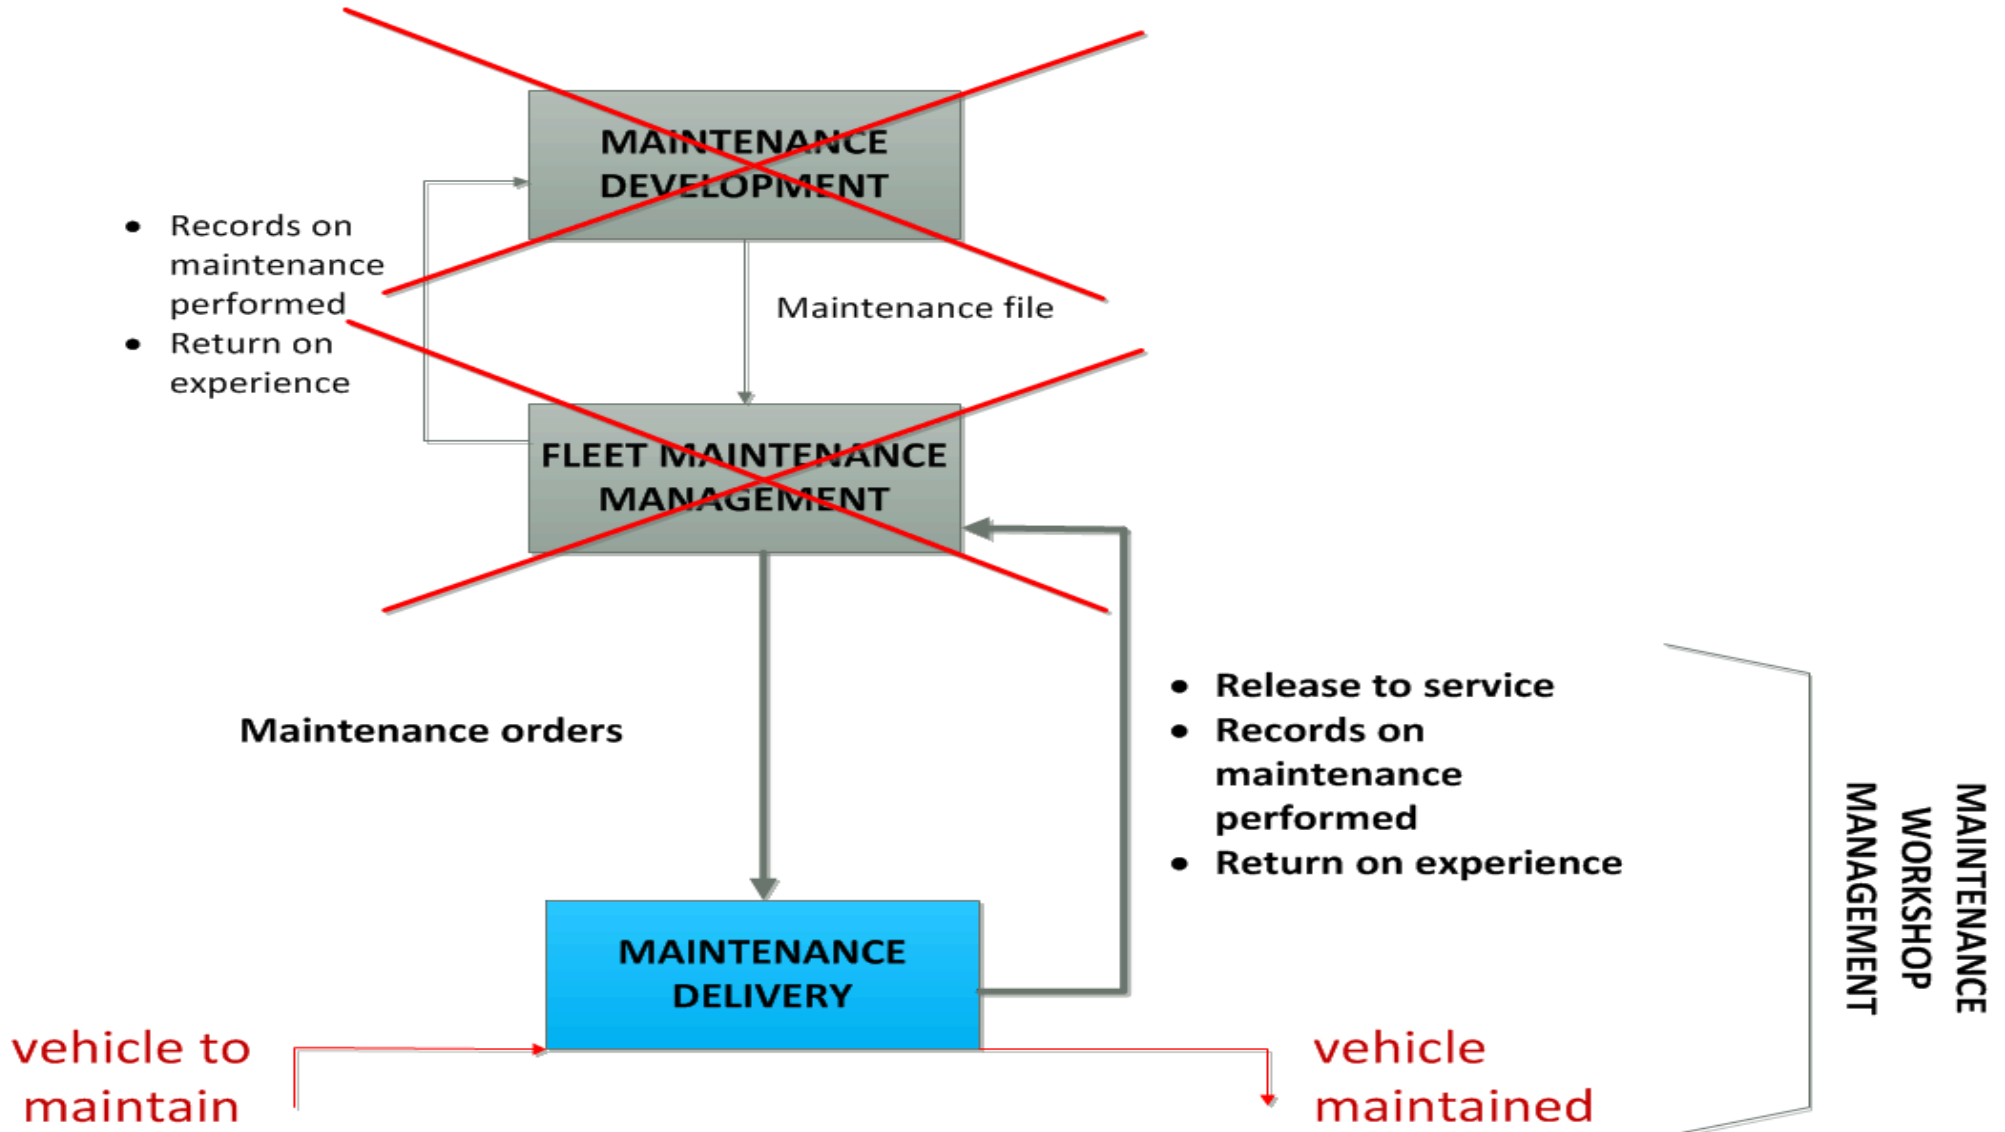 MAINTENANCE
DEVELOPMENT
• Records on
maintenance
performed
• Return on
experience
Maintenance file
FLEET MAINTENANCE
MANAGEMENT
Maintenance orders
• Release to service
• Records on
maintenance
performed
• Return on experience
MAINTENANCE
WORKSHOP
MANAGEMENT
MAINTENANCE
DELIVERY
vehicle to
maintain
vehicle
maintained